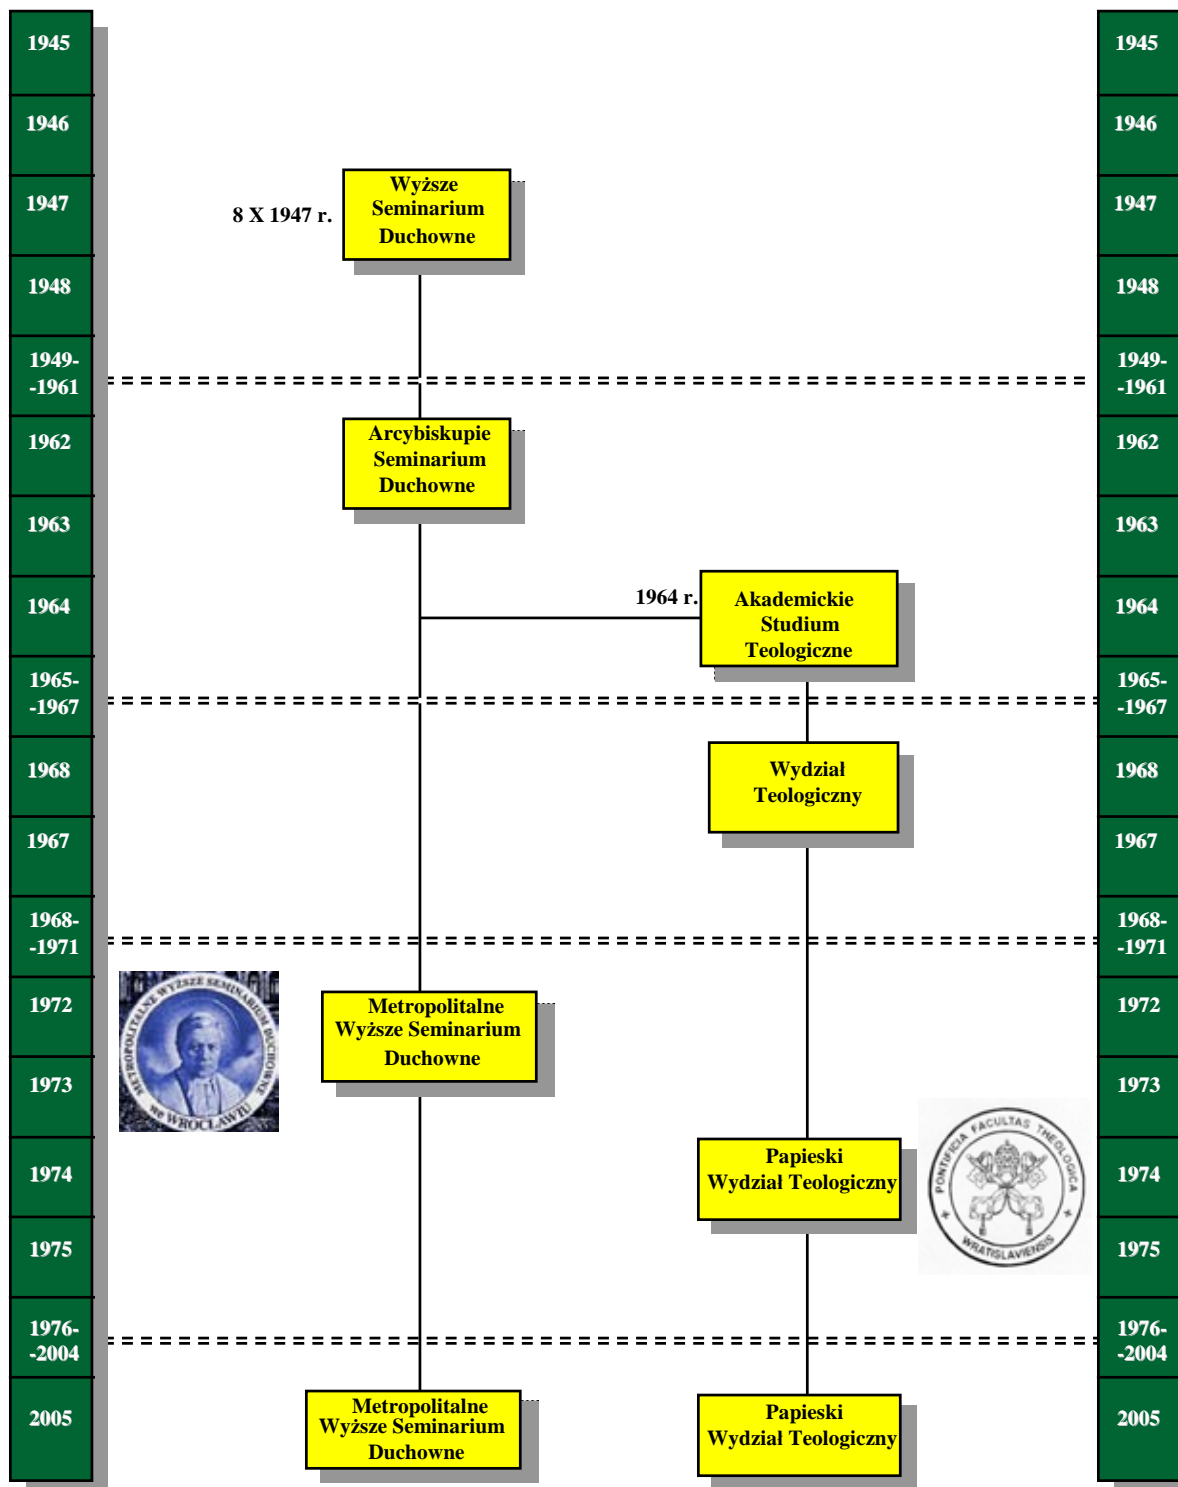 1945
1945
1946
1946
1947
8 X 1947 r.
Wyższe
Seminarium
Duchowne
1947
1948
1948
1949-
-1961
1949-
-1961
1962
Arcybiskupie
Seminarium
Duchowne
1962
1963
1963
1964
1964 r.
Akademickie
Studium
Teologiczne
1964
1965-
-1967
1965-
-1967
1968
Wydział
Teologiczny
1968
1967
1967
1968-
-1971
1968-
-1971
1972
METROPOLITALNE WYŻSZE SEMINARIUM DUCHOWNE
we WROCŁAWIU
Metropolitalne
Wyższe Seminarium
Duchowne
1972
1973
1973
1974
Papieski
Wydział Teologiczny
PONTIFICIA FACULTAS THEOLOGICA
WRATISLAVIENSIS
1974
1975
1975
1976-
-2004
1976-
-2004
2005
Metropolitalne
Wyższe Seminarium
Duchowne
Papieski
Wydział Teologiczny
2005